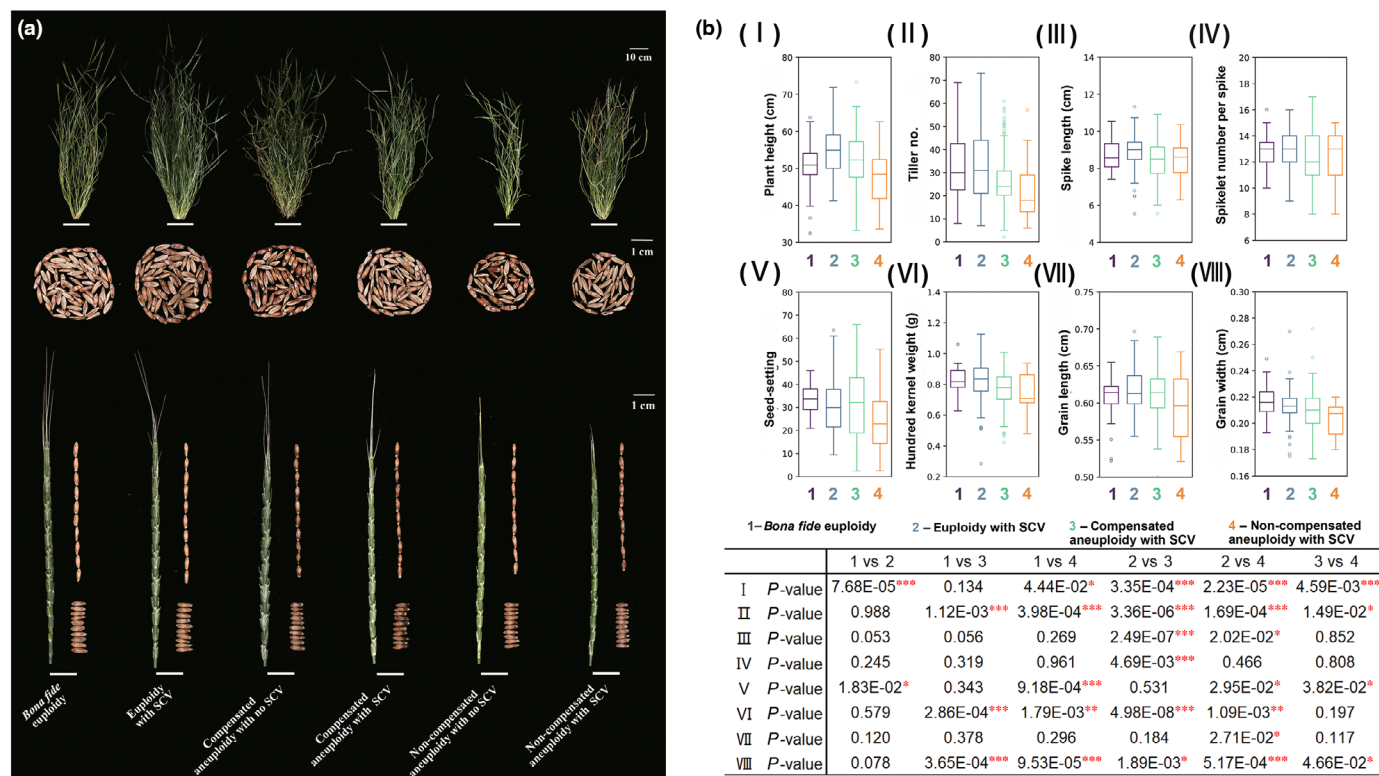 (a)
10 cm
1 cm
1 cm
Bona fide
euploidy
Euploidy
with SCV
Compensated
aneuploidy with no SCV
Compensated
aneuploidy with SCV
Non-compensated
aneuploidy with no SCV
Non-compensated
aneuploidy with SCV
(b)
(Ⅰ) (Ⅱ) (Ⅲ) (Ⅳ)
Plant height (cm)
80
70
60
50
40
30
1 2 3 4
Tiller no.
80
70
60
50
40
30
20
10
0
1 2 3 4
Spike length (cm)
14
12
10
8
6
4
1 2 3 4
Spikelet number per spike
20
18
16
14
12
10
8
6
1 2 3 4
(Ⅴ) (Ⅵ) (Ⅶ) (Ⅷ)
Seed-setting
80
70
60
50
40
30
20
10
0
1 2 3 4
Hundred kernel weight (g)
1.4
1.2
1.0
0.8
0.6
0.4
0.2
1 2 3 4
Grain length (cm)
0.75
0.70
0.65
0.60
0.55
0.50
1 2 3 4
Grain width (cm)
0.30
0.28
0.26
0.24
0.22
0.20
0.18
0.16
1 2 3 4
1–Bona fide euploidy
2 – Euploidy with SCV
3 – Compensated
aneuploidy with SCV
4 – Non-compensated
aneuploidy with SCV
1 vs 2 1 vs 3 1 vs 4 2 vs 3 2 vs 4 3 vs 4
Ⅰ P-value 7.68E-05*** 0.134 4.44E-02* 3.35E-04*** 2.23E-05*** 4.59E-03***
Ⅱ P-value 0.988 1.12E-03*** 3.98E-04*** 3.36E-06*** 1.69E-04*** 1.49E-02*
Ⅲ P-value 0.053 0.056 0.269 2.49E-07*** 2.02E-02* 0.852
Ⅳ P-value 0.245 0.319 0.961 4.69E-03*** 0.466 0.808
Ⅴ P-value 1.83E-02* 0.343 9.18E-04*** 0.531 2.95E-02* 3.82E-02*
Ⅵ P-value 0.579 2.86E-04*** 1.79E-03** 4.98E-08*** 1.09E-03** 0.197
Ⅶ P-value 0.120 0.378 0.296 0.184 2.71E-02* 0.117
Ⅷ P-value 0.078 3.65E-04*** 9.53E-05*** 1.89E-03* 5.17E-04*** 4.66E-02*